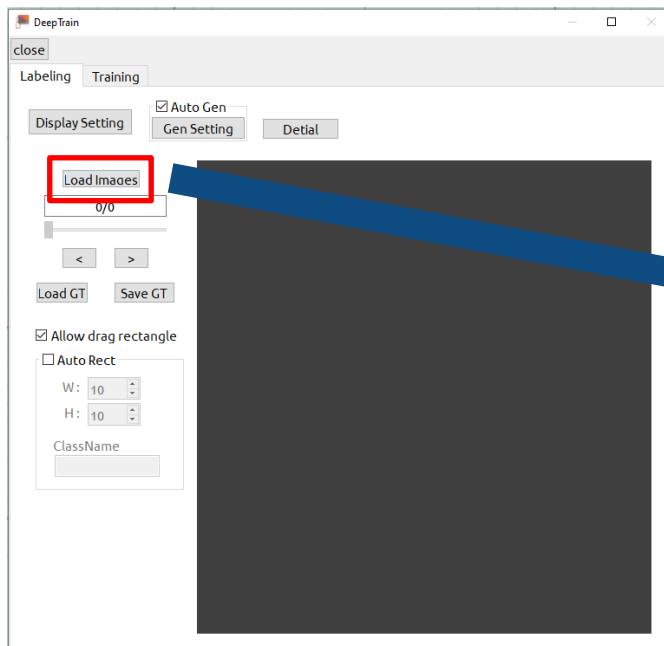 DeepTrain
close
Labeling Training
Auto Gen
Display Setting Gen Setting Detial
Load Images
0/0
< >
Load GT Save GT
Allow drag rectangle
Auto Rect
W: 10
H: 10
ClassName